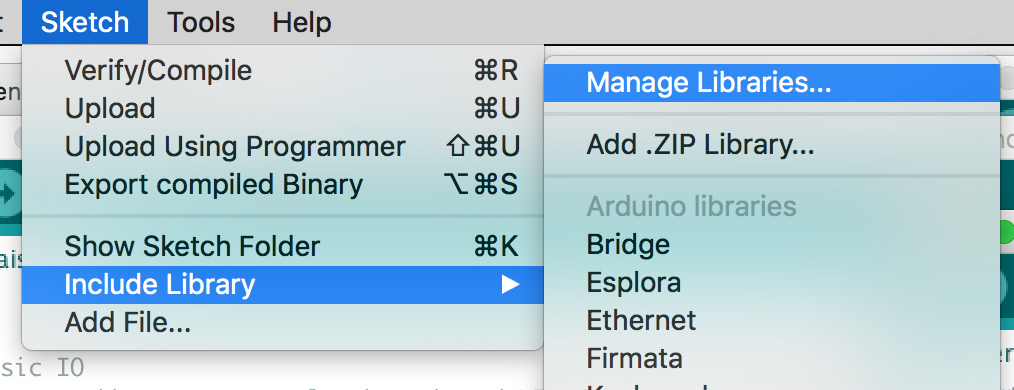 Sketch Tools Help
Verify/Compile ⌘R
Upload ⌘U
Upload Using Programmer ⇧⌘U
Export compiled Binary ⌥⌘S
Show Sketch Folder ⌘K
Include Library ▶
Add File...
Manage Libraries...
Add .ZIP Library...
Arduino libraries
Bridge
Esplora
Ethernet
Firmata
sic IO